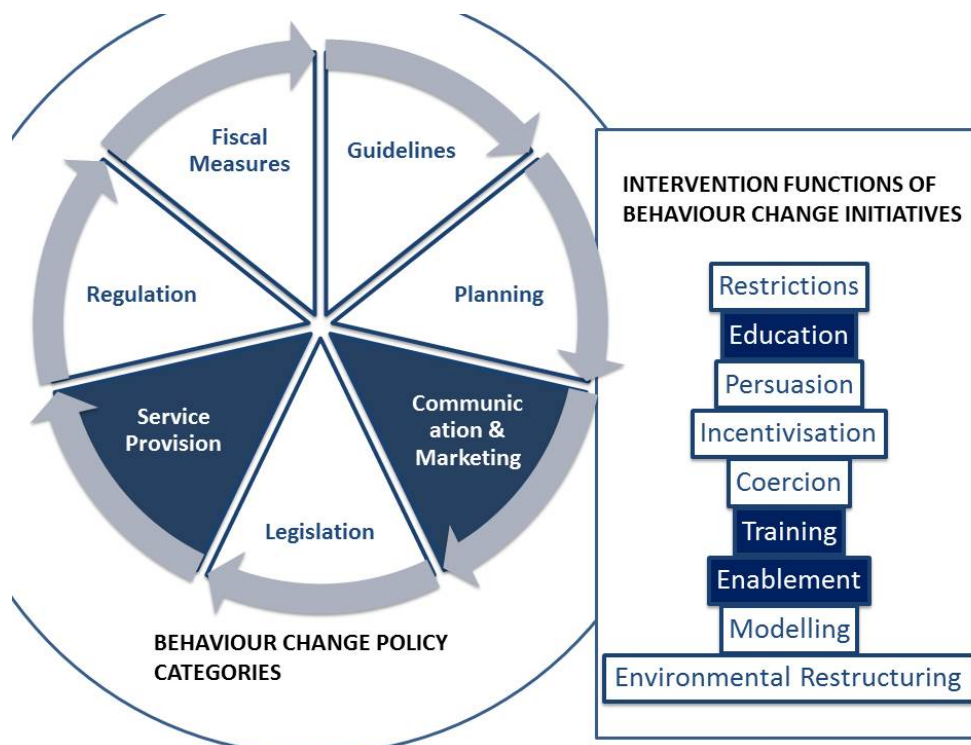 Fiscal
Measures
Guidelines
Planning
Communic
ation &
Marketing
Legislation
Service
Provision
Regulation
BEHAVIOUR CHANGE POLICY
CATEGORIES
INTERVENTION FUNCTIONS OF
BEHAVIOUR CHANGE INITIATIVES
Restrictions
Education
Persuasion
Incentivisation
Coercion
Training
Enablement
Modelling
Environmental Restructuring